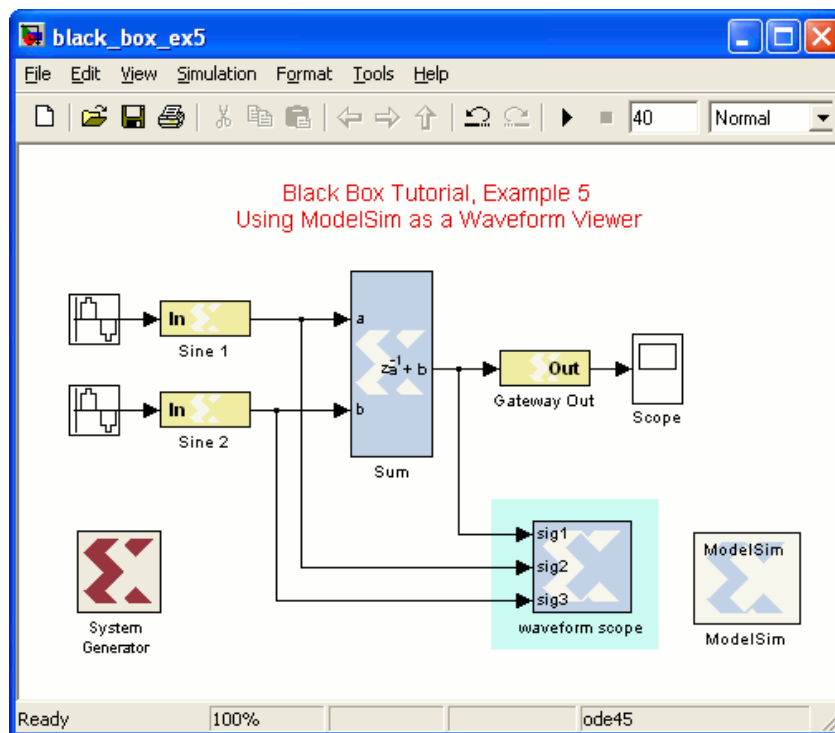 black_box_ex5
File Edit View Simulation Format Tools Help
40 Normal
Black Box Tutorial, Example 5
Using ModelSim as a Waveform Viewer
In
Sine 1
a
z⁻¹
a + b
b
Sum
Out
Gateway Out
Scope
In
Sine 2
System
Generator
sig1
sig2
sig3
waveform scope
ModelSim
ModelSim
Ready 100% ode45